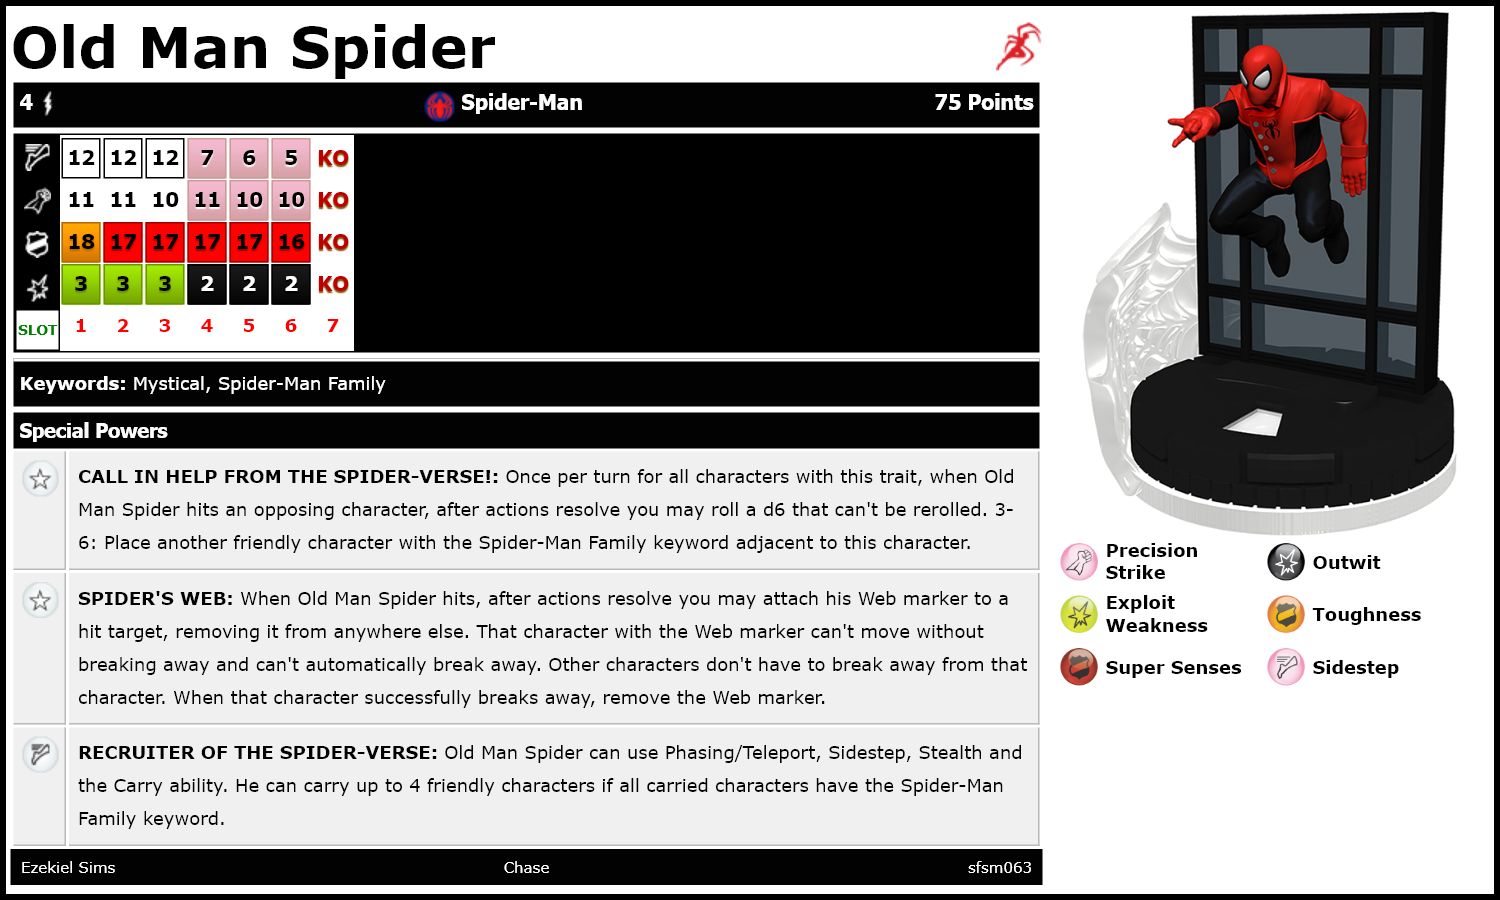 Old Man Spider
4 Spider-Man 75 Points
12 12 12 7 6 5 KO
11 11 10 11 10 10 KO
18 17 17 17 17 16 KO
3 3 3 2 2 2 KO
SLOT 1 2 3 4 5 6 7
Keywords: Mystical, Spider-Man Family
Special Powers
CALL IN HELP FROM THE SPIDER-VERSE!: Once per turn for all characters with this trait, when Old
Man Spider hits an opposing character, after actions resolve you may roll a d6 that can't be rerolled. 3-
6: Place another friendly character with the Spider-Man Family keyword adjacent to this character.
SPIDER'S WEB: When Old Man Spider hits, after actions resolve you may attach his Web marker to a
hit target, removing it from anywhere else. That character with the Web marker can't move without
breaking away and can't automatically break away. Other characters don't have to break away from that
character. When that character successfully breaks away, remove the Web marker.
RECRUITER OF THE SPIDER-VERSE: Old Man Spider can use Phasing/Teleport, Sidestep, Stealth and
the Carry ability. He can carry up to 4 friendly characters if all carried characters have the Spider-Man
Family keyword.
Ezekiel Sims Chase sfsm063
Precision
Strike
Outwit
Exploit
Weakness
Toughness
Super Senses
Sidestep